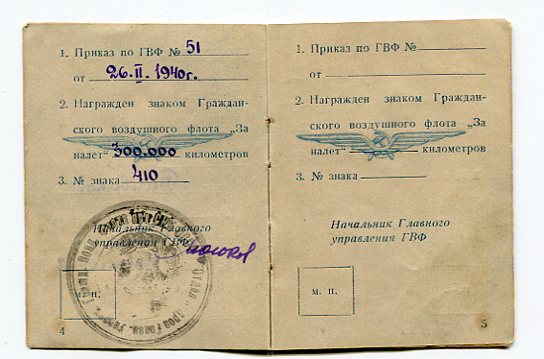 1. Приказ по ГВФ № 51
от 26.II.1940г.
2. Награжден знаком Граждан-
ского воздушного флота „За
налет“ 300.000 километров
3. № знака 410
Начальник Главного
управления ГВФ
м. п.
4
1. Приказ по ГВФ №
от
2. Награжден знаком Граждан-
ского воздушного флота „За
налет“ километров
3. № знака
Начальник Главного
управления ГВФ
м. п.
5